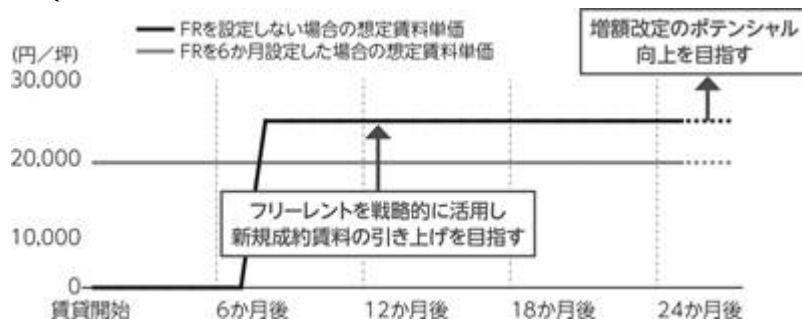 FRを設定しない場合の想定賃料単価
FRを6か月設定した場合の想定賃料単価
増額改定のポテンシャル
向上を目指す
(円／坪)
30,000
20,000
10,000
0
フリーレントを戦略的に活用し
新規成約賃料の引き上げを目指す
賃貸開始
6か月後
12か月後
18か月後
24か月後